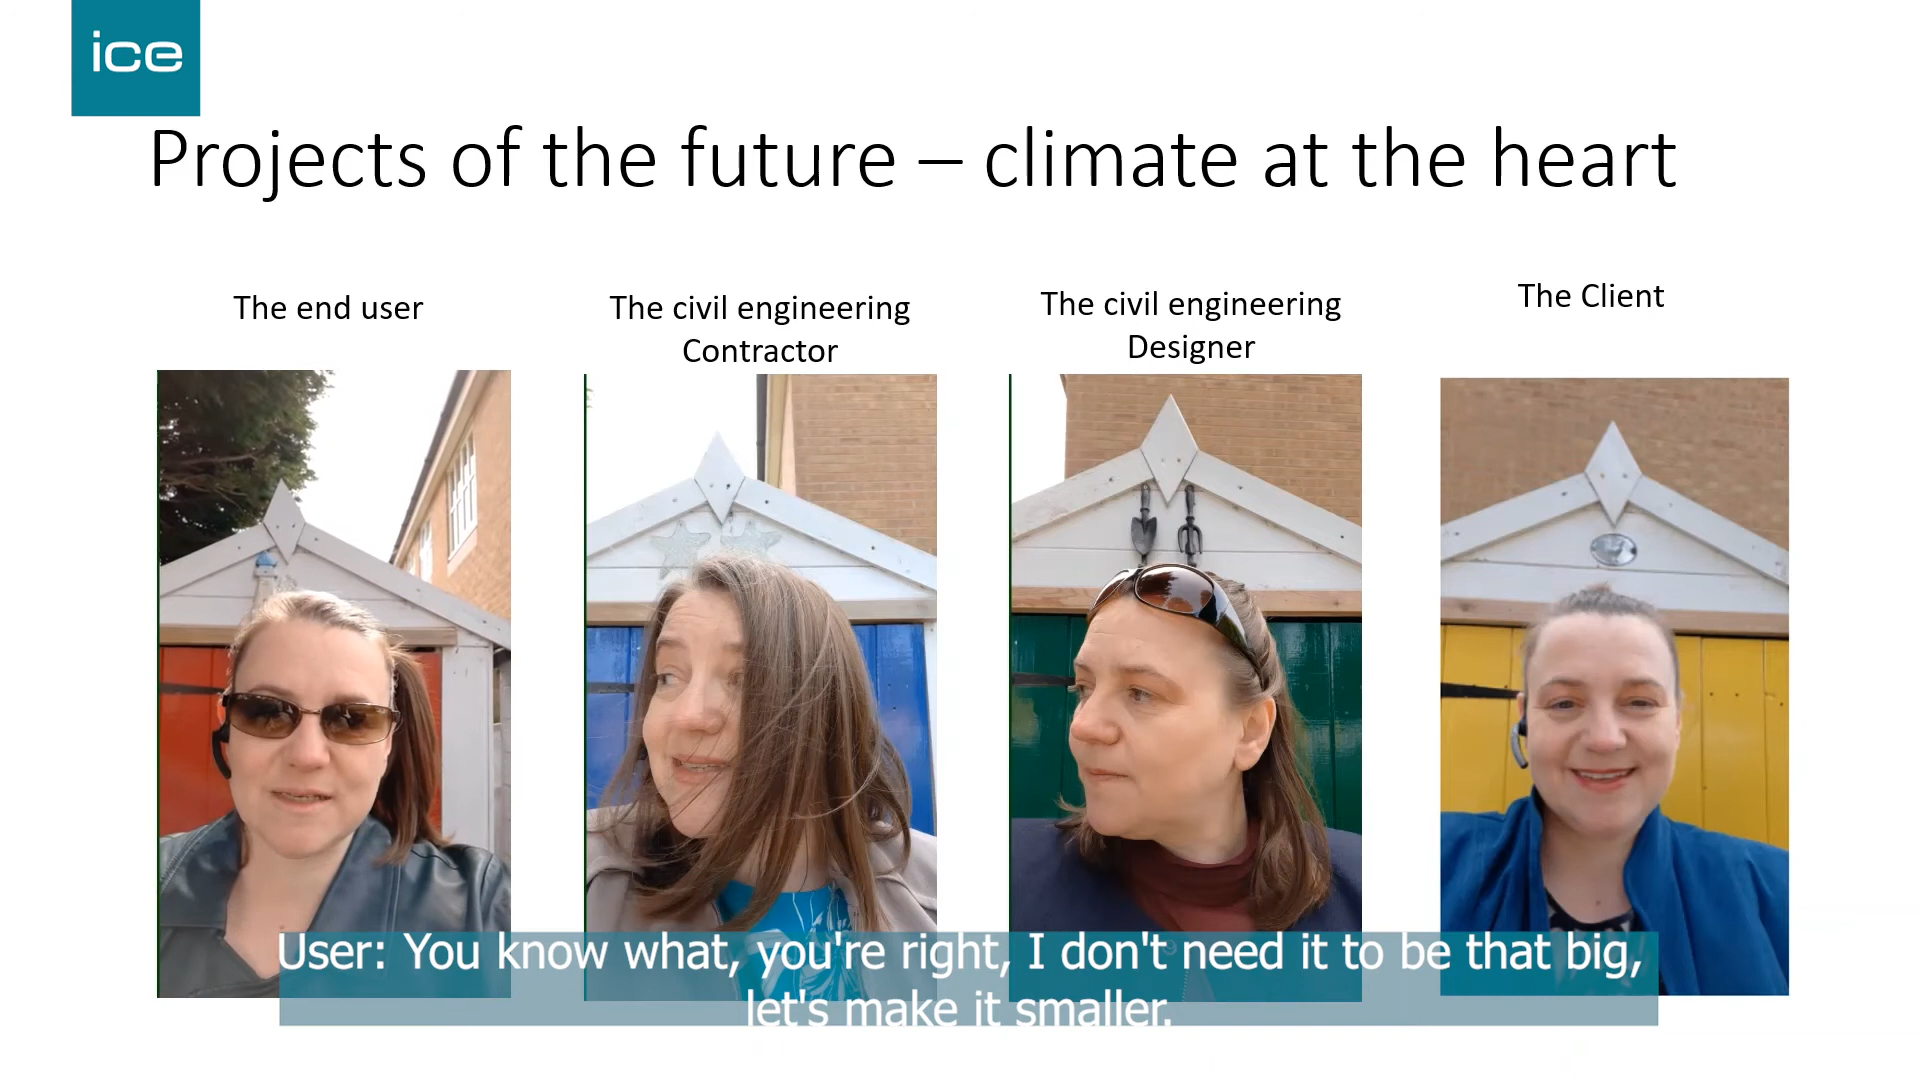 ice
Projects of the future – climate at the heart
The end user
The civil engineering
Contractor
The civil engineering
Designer
The Client
User: You know what, you're right, I don't need it to be that big,
let's make it smaller.